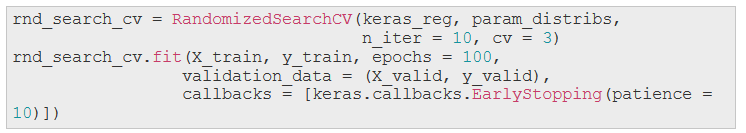 rnd_search_cv = RandomizedSearchCV(keras_reg, param_distribs,
                                   n_iter = 10, cv = 3)
rnd_search_cv.fit(X_train, y_train, epochs = 100,
                 validation_data = (X_valid, y_valid),
                 callbacks = [keras.callbacks.EarlyStopping(patience =
10)])